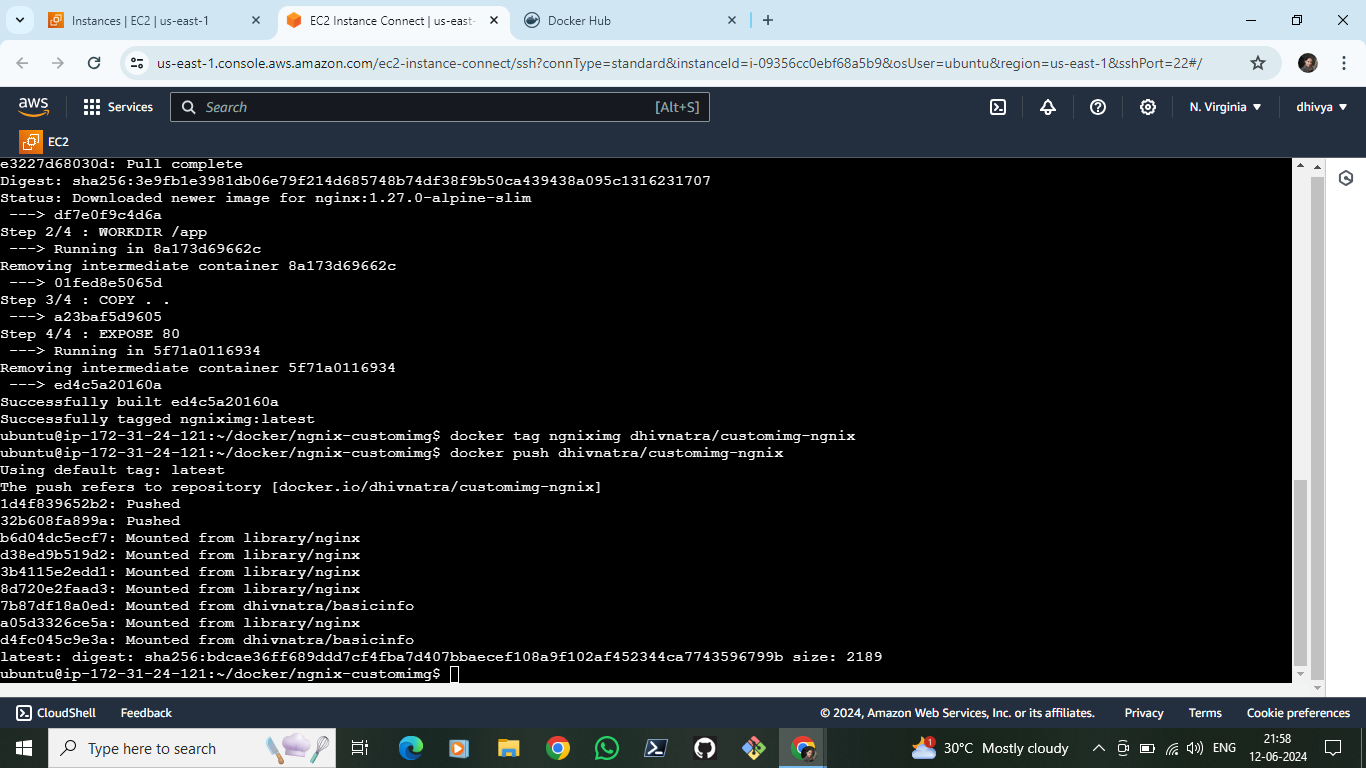 Instances | EC2 | us-east-1
EC2 Instance Connect | us-east-
Docker Hub
us-east-1.console.aws.amazon.com/ec2-instance-connect/ssh?connType=standard&instanceId=i-09356cc0ebf68a5b9&osUser=ubuntu&region=us-east-1&sshPort=22#/
aws
Services
Search
[Alt+S]
N. Virginia
dhivya
EC2
e3227d68030d: Pull complete
Digest: sha256:3e9fb1e3981db06e79f214d685748b74df38f9b50ca439438a095c1316231707
Status: Downloaded newer image for nginx:1.27.0-alpine-slim
---> df7e0f9c4d6a
Step 2/4 : WORKDIR /app
---> Running in 8a173d69662c
Removing intermediate container 8a173d69662c
---> 01fed8e5065d
Step 3/4 : COPY . .
---> a23baf5d9605
Step 4/4 : EXPOSE 80
---> Running in 5f71a0116934
Removing intermediate container 5f71a0116934
---> ed4c5a20160a
Successfully built ed4c5a20160a
Successfully tagged ngniximg:latest
ubuntu@ip-172-31-24-121:~/docker/ngnix-customimg$ docker tag ngniximg dhivnatra/customimg-ngnix
ubuntu@ip-172-31-24-121:~/docker/ngnix-customimg$ docker push dhivnatra/customimg-ngnix
Using default tag: latest
The push refers to repository [docker.io/dhivnatra/customimg-ngnix]
1d4f839652b2: Pushed
32b608fa899a: Pushed
b6d04dc5ecf7: Mounted from library/nginx
d38ed9b519d2: Mounted from library/nginx
3b4115e2edd1: Mounted from library/nginx
8d720e2faad3: Mounted from library/nginx
7b87df18a0ed: Mounted from dhivnatra/basicinfo
a05d3326ce5a: Mounted from library/nginx
d4fc045c9e3a: Mounted from dhivnatra/basicinfo
latest: digest: sha256:bdcae36ff689ddd7cf4fba7d407bbaecef108a9f102af452344ca7743596799b size: 2189
ubuntu@ip-172-31-24-121:~/docker/ngnix-customimg$
CloudShell
Feedback
© 2024, Amazon Web Services, Inc. or its affiliates.
Privacy
Terms
Cookie preferences
Type here to search
1
30°C Mostly cloudy
ENG
21:58
12-06-2024